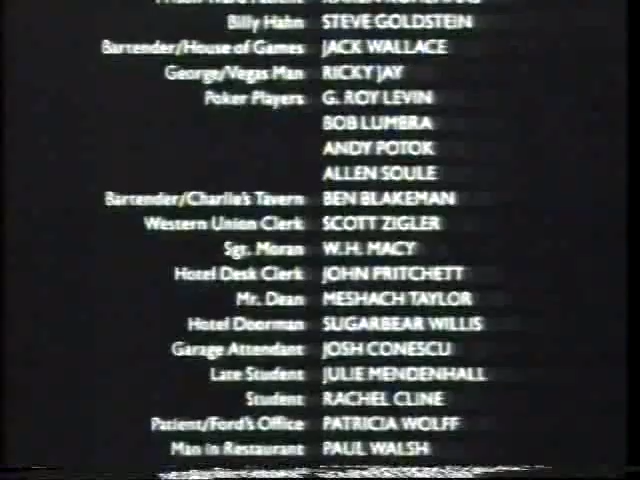 Billy Hahn STEVE GOLDSTEIN
Bartender/House of Games JACK WALLACE
George/Vegas Man RICKY JAY
Poker Players G. ROY LEVIN
BOB LUMBRA
ANDY POTOK
ALLEN SOULE
Bartender/Charlie's Tavern BEN BLAKEMAN
Western Union Clerk SCOTT ZIGLER
Sgt. Moran W. H. MACY
Hotel Desk Clerk JOHN PRITCHETT
Mr. Dean MESHACH TAYLOR
Hotel Doorman SUGARBEAR WILLIS
Garage Attendant JOSH CONESCU
Late Student JULIE MENDENHALL
Student RACHEL CLINE
Patient/Ford's Office PATRICIA WOLFF
Man in Restaurant PAUL WALSH